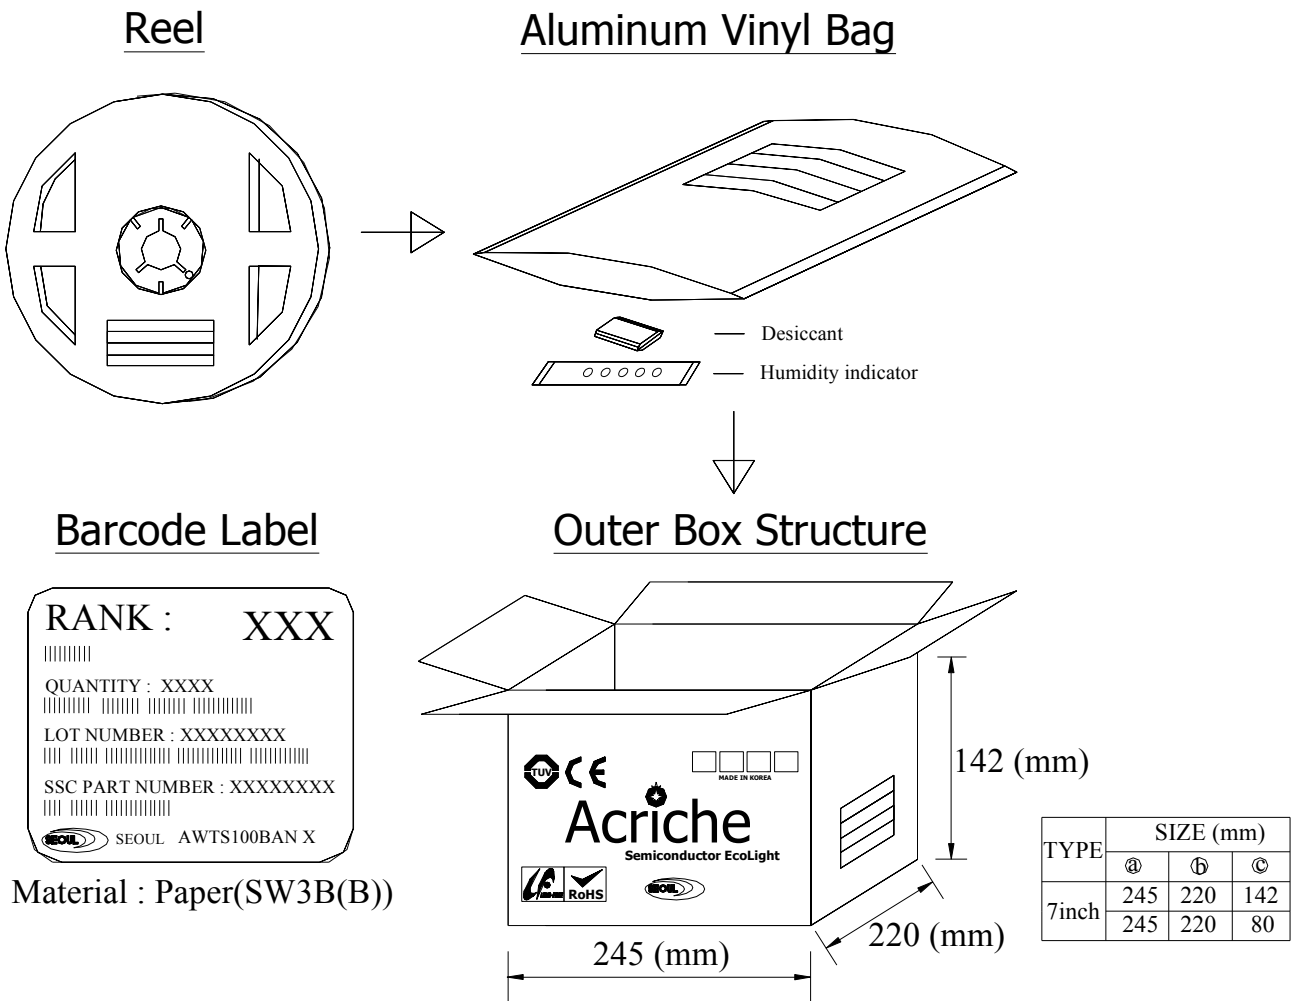 Reel
Aluminum Vinyl Bag
Desiccant
Humidity indicator
Barcode Label
Outer Box Structure
RANK : XXX
QUANTITY : XXXX
LOT NUMBER : XXXXXXXX
SSC PART NUMBER : XXXXXXXX
SEOUL SEOUL AWTS100BAN X
Material : Paper(SW3B(B))
TUV CE
MADE IN KOREA
Acriche
Semiconductor EcoLight
RoHS
SEOUL
142 (mm)
220 (mm)
245 (mm)
TYPE SIZE (mm)
ⓐ ⓑ ⓒ
7inch 245 220 142
245 220 80